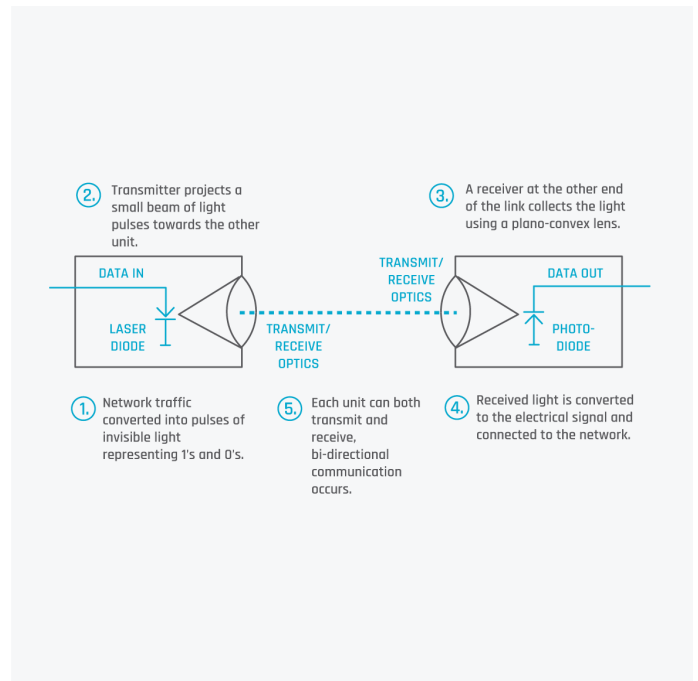 2.
Transmitter projects a
small beam of light
pulses towards the other
unit.
3.
A receiver at the other end
of the link collects the light
using a plano-convex lens.
DATA IN
LASER
DIODE
TRANSMIT/
RECEIVE
OPTICS
TRANSMIT/
RECEIVE
OPTICS
DATA OUT
PHOTO-
DIODE
1.
Network traffic
converted into pulses of
invisible light
representing 1's and 0's.
5.
Each unit can both
transmit and
receive,
bi-directional
communication
occurs.
4.
Received light is converted
to the electrical signal and
connected to the network.